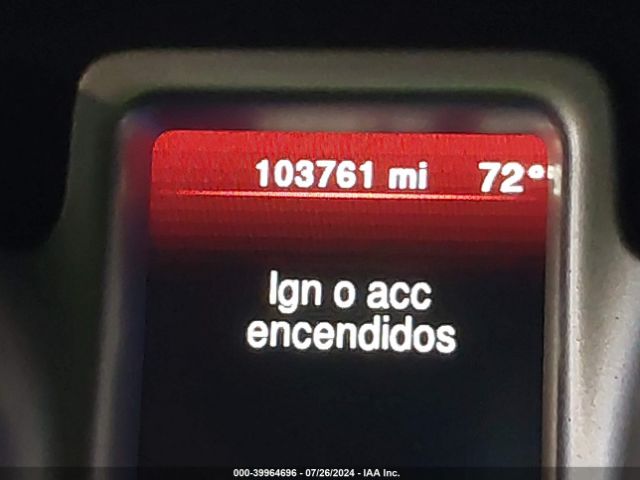 103761 mi 72°
Ign o acc
encendidos
000-39964696 - 07/26/2024 - IAA Inc.